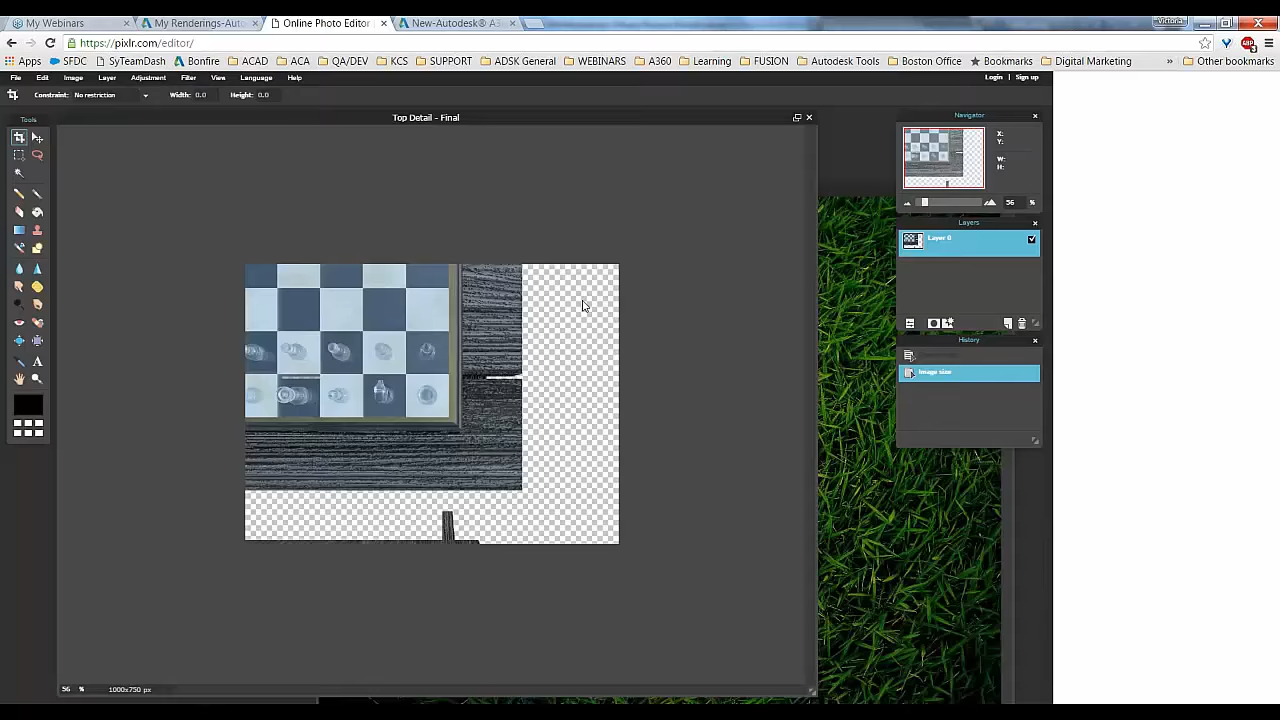 My Webinars
My Renderings-Aut
Online Photo Editor
New-Autodesk® A3
Victoria
https://pixlr.com/editor/
Apps
SFDC
SyTeamDash
Bonfire
ACAD
ACA
QA/DEV
KCS
SUPPORT
ADSK General
WEBINARS
A360
Learning
FUSION
Autodesk Tools
Boston Office
Bookmarks
Digital Marketing
»
Other bookmarks
File Edit Image Layer Adjustment Filter View Language Help
Login | Sign up
Constraint: No restriction Width: 0.0 Height: 0.0
Tools
Top Detail - Final
Navigator
X:
Y:
W:
H:
56 %
Layers
Layer 0
History
Image size
56 % 1000x750 px